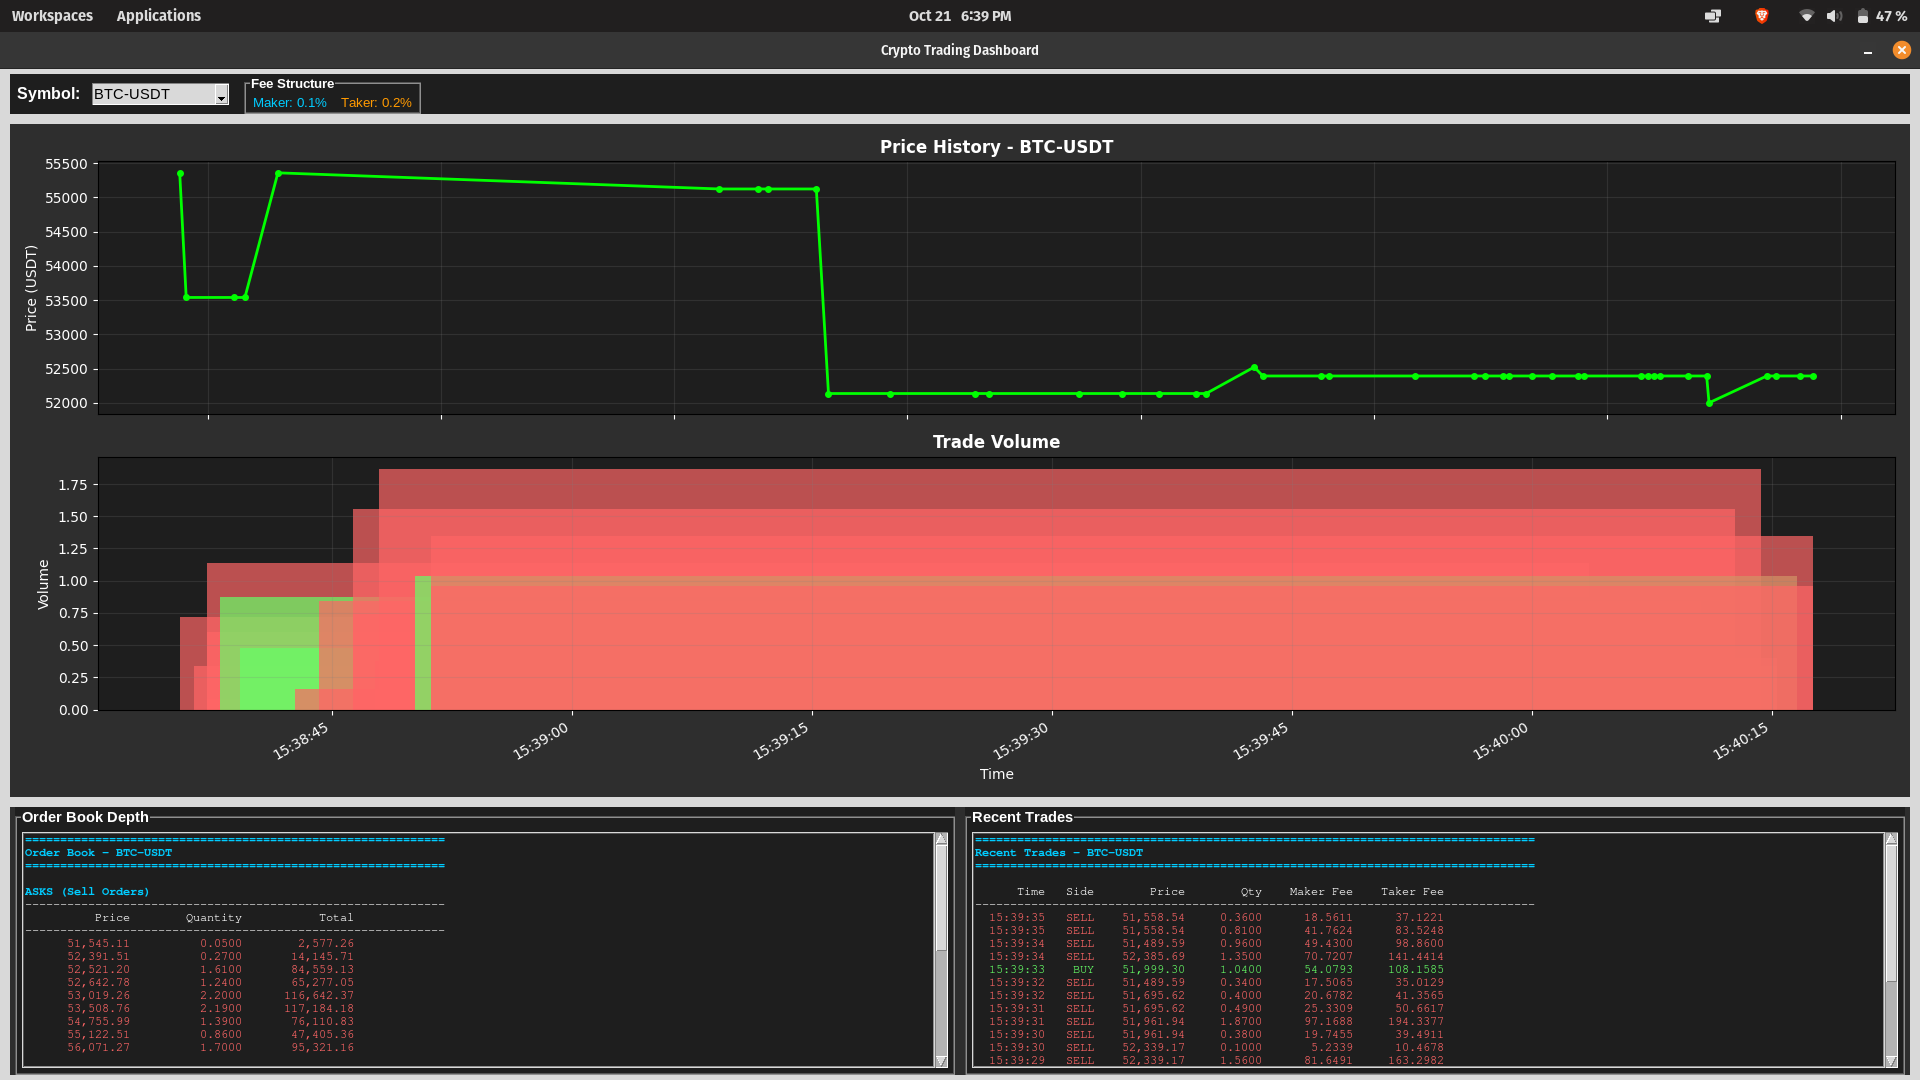 Workspaces Applications Oct 21 6:39 PM 47 %
Crypto Trading Dashboard
Symbol: BTC-USDT Fee Structure
Maker: 0.1% Taker: 0.2%
Price History - BTC-USDT
55500
55000
54500
54000
53500
53000
52500
52000
Price (USDT)
Trade Volume
1.75
1.50
1.25
1.00
0.75
0.50
0.25
0.00
Volume
15:38:45 15:39:00 15:39:15 15:39:30 15:39:45 15:40:00 15:40:15
Time
Order Book Depth
============================================================
Order Book - BTC-USDT
============================================================
ASKS (Sell Orders)
------------------------------------------------------------
Price Quantity Total
------------------------------------------------------------
51,545.11 0.0500 2,577.26
52,391.51 0.2700 14,145.71
52,521.20 1.6100 84,559.13
52,642.78 1.2400 65,277.05
53,019.26 2.2000 116,642.37
53,508.76 2.1900 117,184.18
54,755.99 1.3900 76,110.83
55,122.51 0.8600 47,405.36
56,071.27 1.7000 95,321.16
Recent Trades
================================================================================
Recent Trades - BTC-USDT
================================================================================
Time Side Price Qty Maker Fee Taker Fee
--------------------------------------------------------------------------------
15:39:35 SELL 51,558.54 0.3600 18.5611 37.1221
15:39:35 SELL 51,558.54 0.8100 41.7624 83.5248
15:39:34 SELL 51,489.59 0.9600 49.4300 98.8600
15:39:34 SELL 52,385.69 1.3500 70.7207 141.4414
15:39:33 BUY 51,999.30 1.0400 54.0793 108.1585
15:39:32 SELL 51,489.59 0.3400 17.5065 35.0129
15:39:32 SELL 51,695.62 0.4000 20.6782 41.3565
15:39:31 SELL 51,695.62 0.4900 25.3309 50.6617
15:39:31 SELL 51,961.94 1.8700 97.1688 194.3377
15:39:30 SELL 51,961.94 0.3800 19.7455 39.4911
15:39:30 SELL 52,339.17 0.1000 5.2339 10.4678
15:39:29 SELL 52,339.17 1.5600 81.6491 163.2982